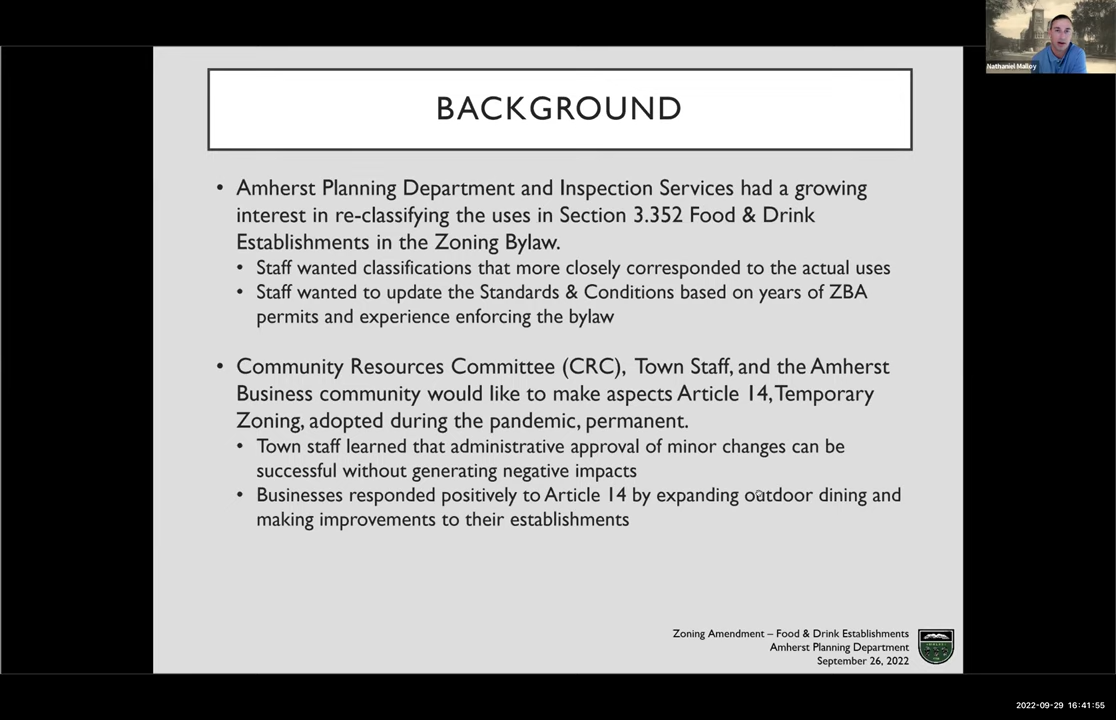 Nathaniel Malloy
BACKGROUND
• Amherst Planning Department and Inspection Services had a growing
interest in re-classifying the uses in Section 3.352 Food & Drink
Establishments in the Zoning Bylaw.
• Staff wanted classifications that more closely corresponded to the actual uses
• Staff wanted to update the Standards & Conditions based on years of ZBA
permits and experience enforcing the bylaw
• Community Resources Committee (CRC), Town Staff, and the Amherst
Business community would like to make aspects Article 14, Temporary
Zoning, adopted during the pandemic, permanent.
• Town staff learned that administrative approval of minor changes can be
successful without generating negative impacts
• Businesses responded positively to Article 14 by expanding outdoor dining and
making improvements to their establishments
Zoning Amendment – Food & Drink Establishments
Amherst Planning Department
September 26, 2022
2022-09-29 16:41:55